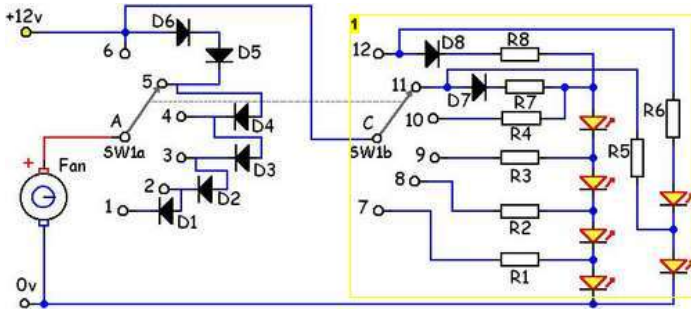 +12v
D6
1
6
D5
12
D8
R8
5
11
D7
R7
R6
A
4
D4
C
10
R4
SW1a
SW1b
R5
+
Fan
3
D3
9
R3
2
D2
8
1
D1
7
R2
R1
0v